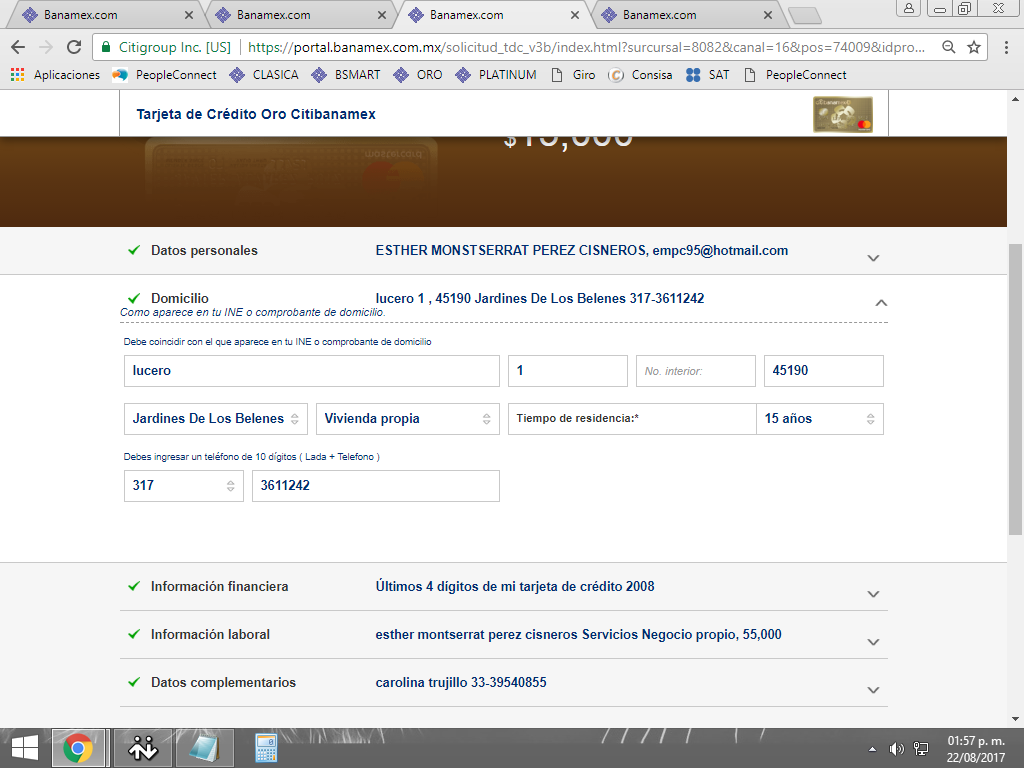 Banamex.com Banamex.com Banamex.com Banamex.com
Citigroup Inc. [US] https://portal.banamex.com.mx/solicitud_tdc_v3b/index.html?surcursal=8082&canal=16&pos=74009&idpro...
Aplicaciones PeopleConnect CLASICA BSMART ORO PLATINUM Giro Consisa SAT PeopleConnect
Tarjeta de Crédito Oro Citibanamex
Datos personales ESTHER MONSTSERRAT PEREZ CISNEROS, empc95@hotmail.com
Domicilio lucero 1 , 45190 Jardines De Los Belenes 317-3611242
Como aparece en tu INE o comprobante de domicilio.
Debe coincidir con el que aparece en tu INE o comprobante de domicilio
lucero 1 No. interior: 45190
Jardines De Los Belenes Vivienda propia Tiempo de residencia:* 15 años
Debes ingresar un teléfono de 10 dígitos ( Lada + Telefono )
317 3611242
Información financiera Últimos 4 dígitos de mi tarjeta de crédito 2008
Información laboral esther montserrat perez cisneros Servicios Negocio propio, 55,000
Datos complementarios carolina trujillo 33-39540855
01:57 p. m.
22/08/2017